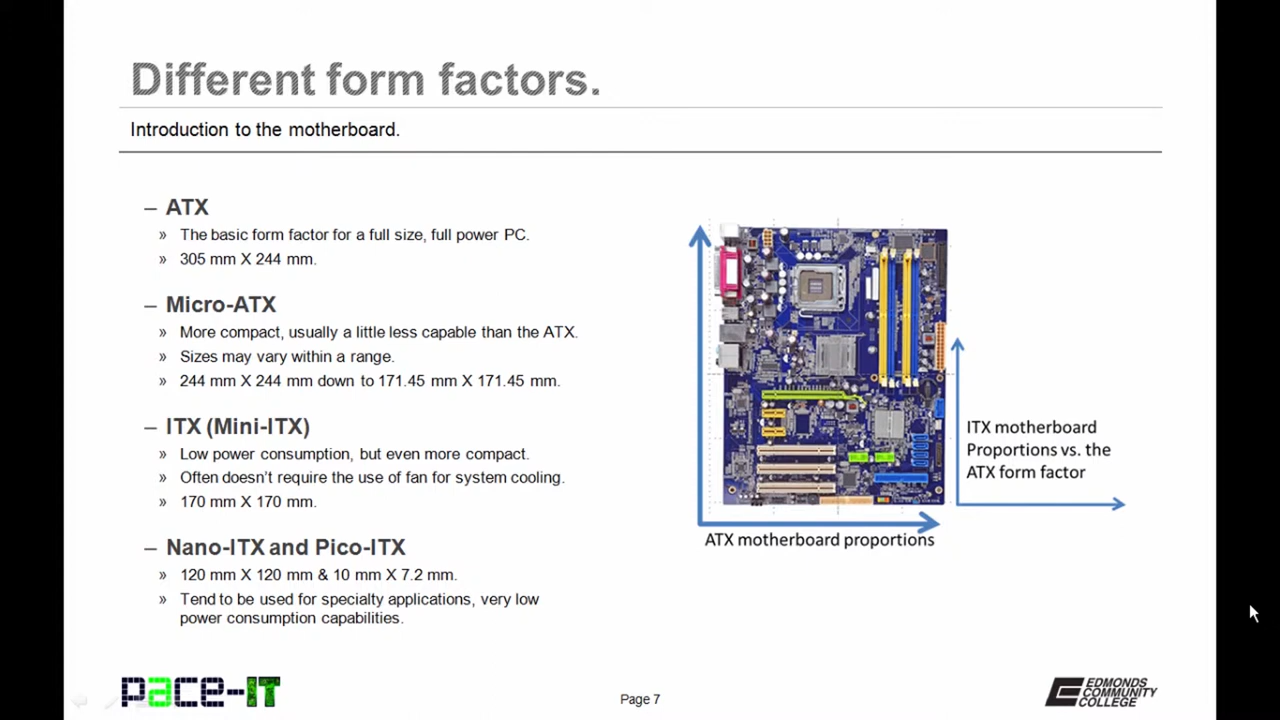 Different form factors.
Introduction to the motherboard.
– ATX
» The basic form factor for a full size, full power PC.
» 305 mm X 244 mm.
– Micro-ATX
» More compact, usually a little less capable than the ATX.
» Sizes may vary within a range.
» 244 mm X 244 mm down to 171.45 mm X 171.45 mm.
– ITX (Mini-ITX)
» Low power consumption, but even more compact.
» Often doesn't require the use of fan for system cooling.
» 170 mm X 170 mm.
– Nano-ITX and Pico-ITX
» 120 mm X 120 mm & 10 mm X 7.2 mm.
» Tend to be used for specialty applications, very low
power consumption capabilities.
ITX motherboard
Proportions vs. the
ATX form factor
ATX motherboard proportions
pace-IT
Page 7
EDMONDS
COMMUNITY
COLLEGE